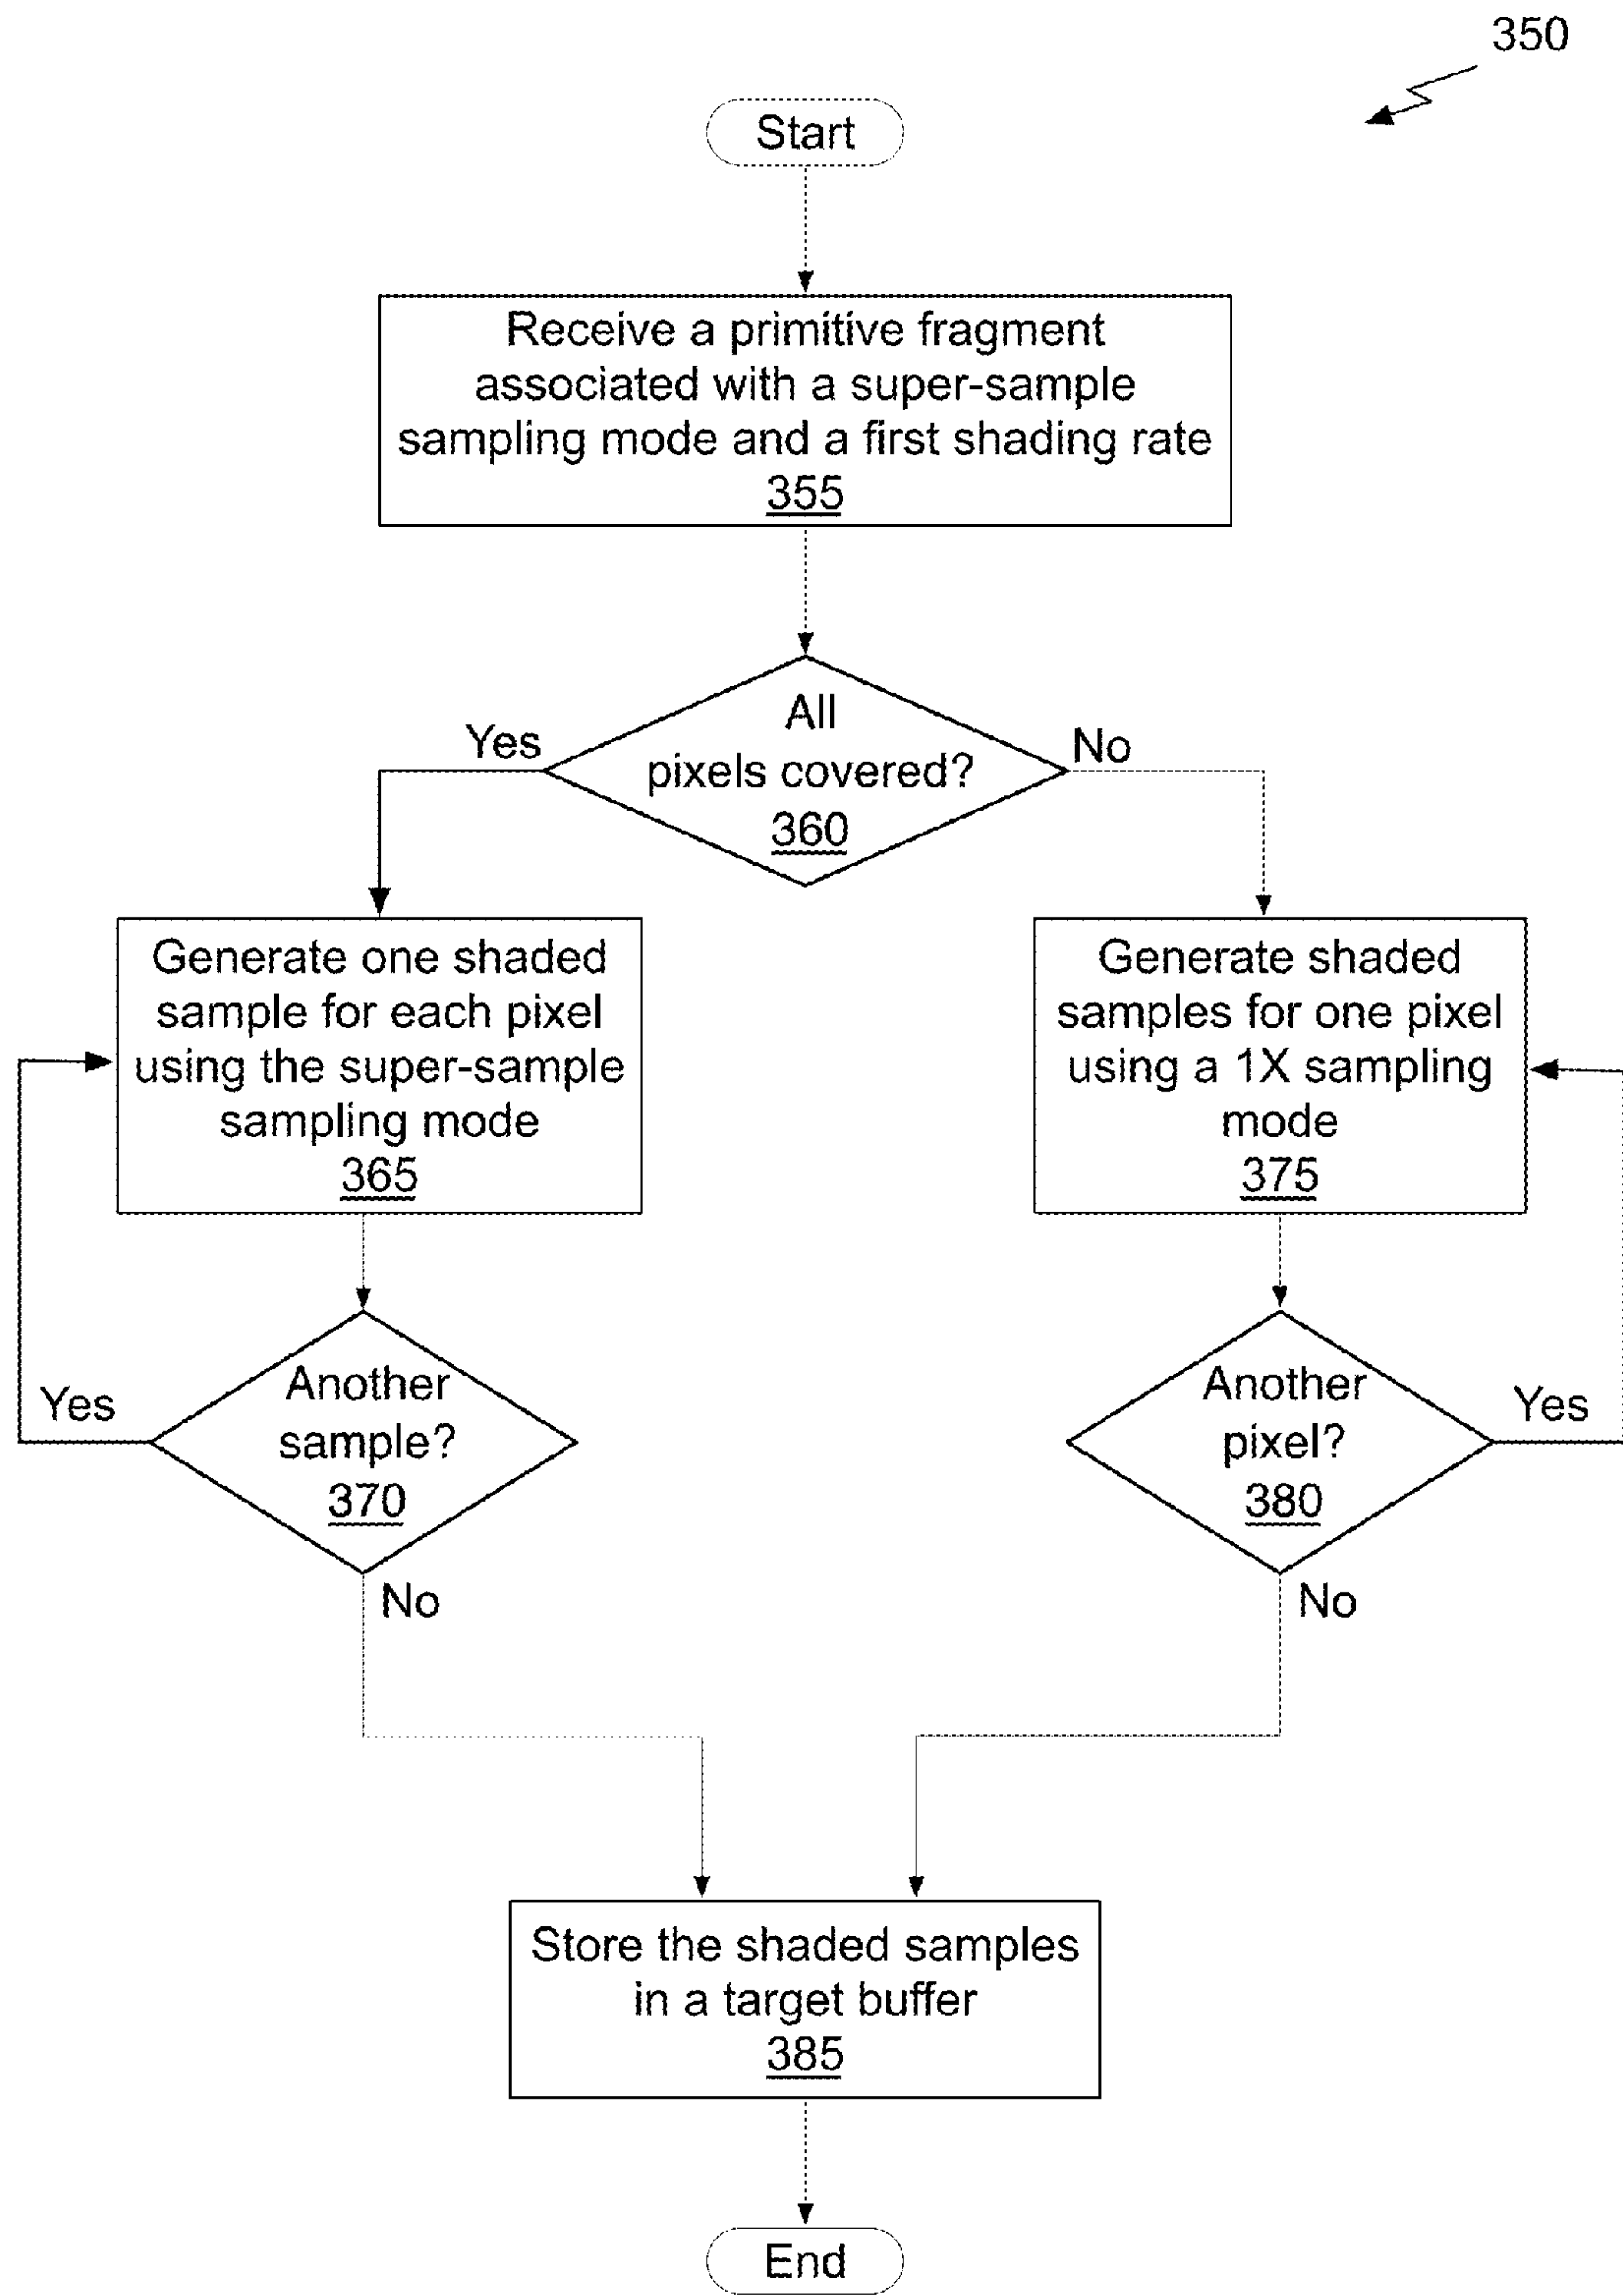 350
Start
Receive a primitive fragment
associated with a super-sample
sampling mode and a first shading rate
355
All
pixels covered?
360
Yes
No
Generate one shaded
sample for each pixel
using the super-sample
sampling mode
365
Generate shaded
samples for one pixel
using a 1X sampling
mode
375
Another
sample?
370
Yes
No
Another
pixel?
380
Yes
No
Store the shaded samples
in a target buffer
385
End